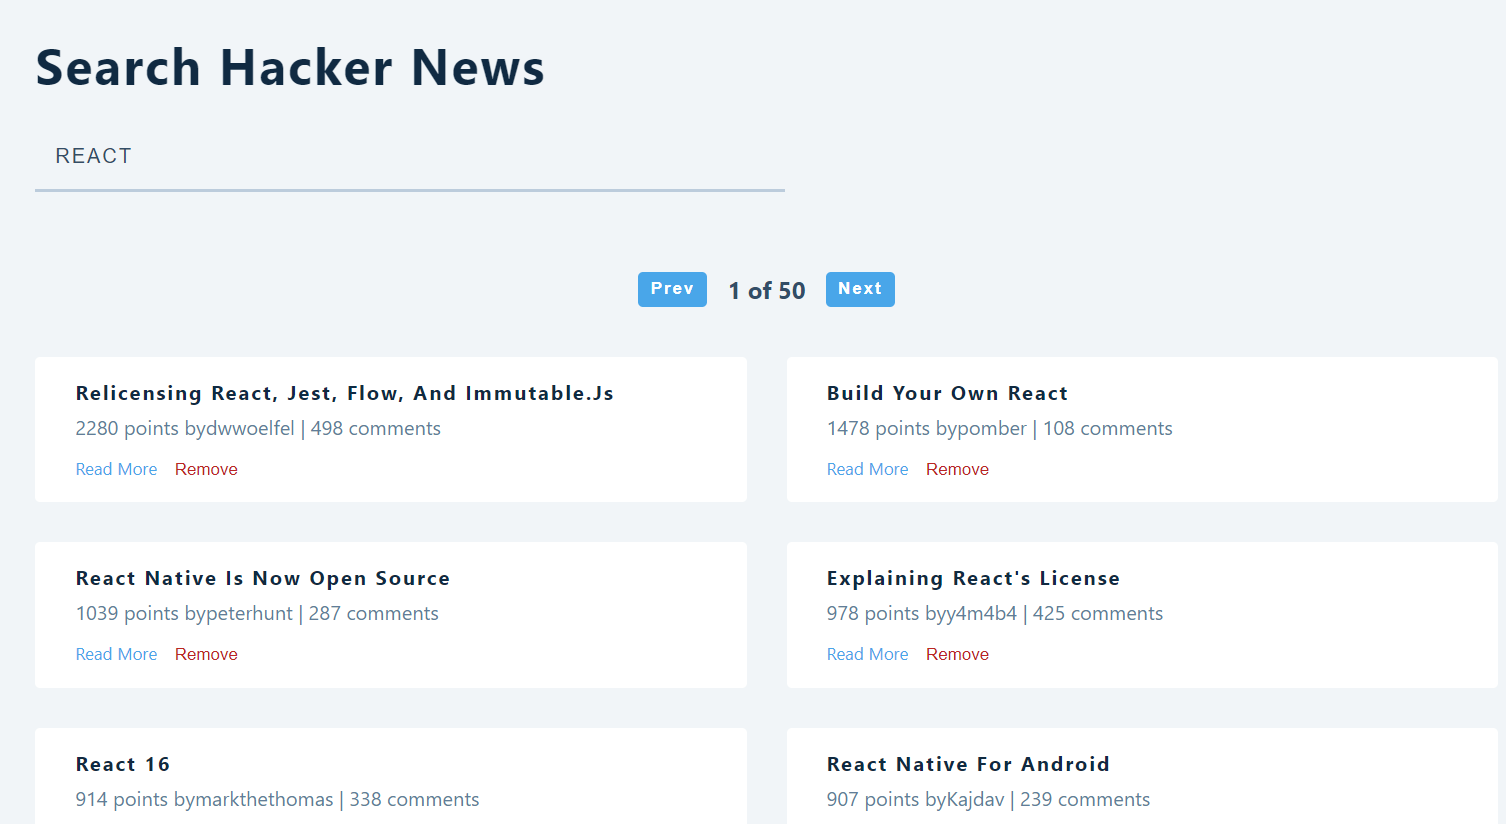 Search Hacker News
REACT
Prev 1 of 50 Next
Relicensing React, Jest, Flow, And Immutable.Js
2280 points bydwwoelfel | 498 comments
Read More Remove
Build Your Own React
1478 points bypomber | 108 comments
Read More Remove
React Native Is Now Open Source
1039 points bypeterhunt | 287 comments
Read More Remove
Explaining React's License
978 points byy4m4b4 | 425 comments
Read More Remove
React 16
914 points bymarkthethomas | 338 comments
React Native For Android
907 points byKajdav | 239 comments